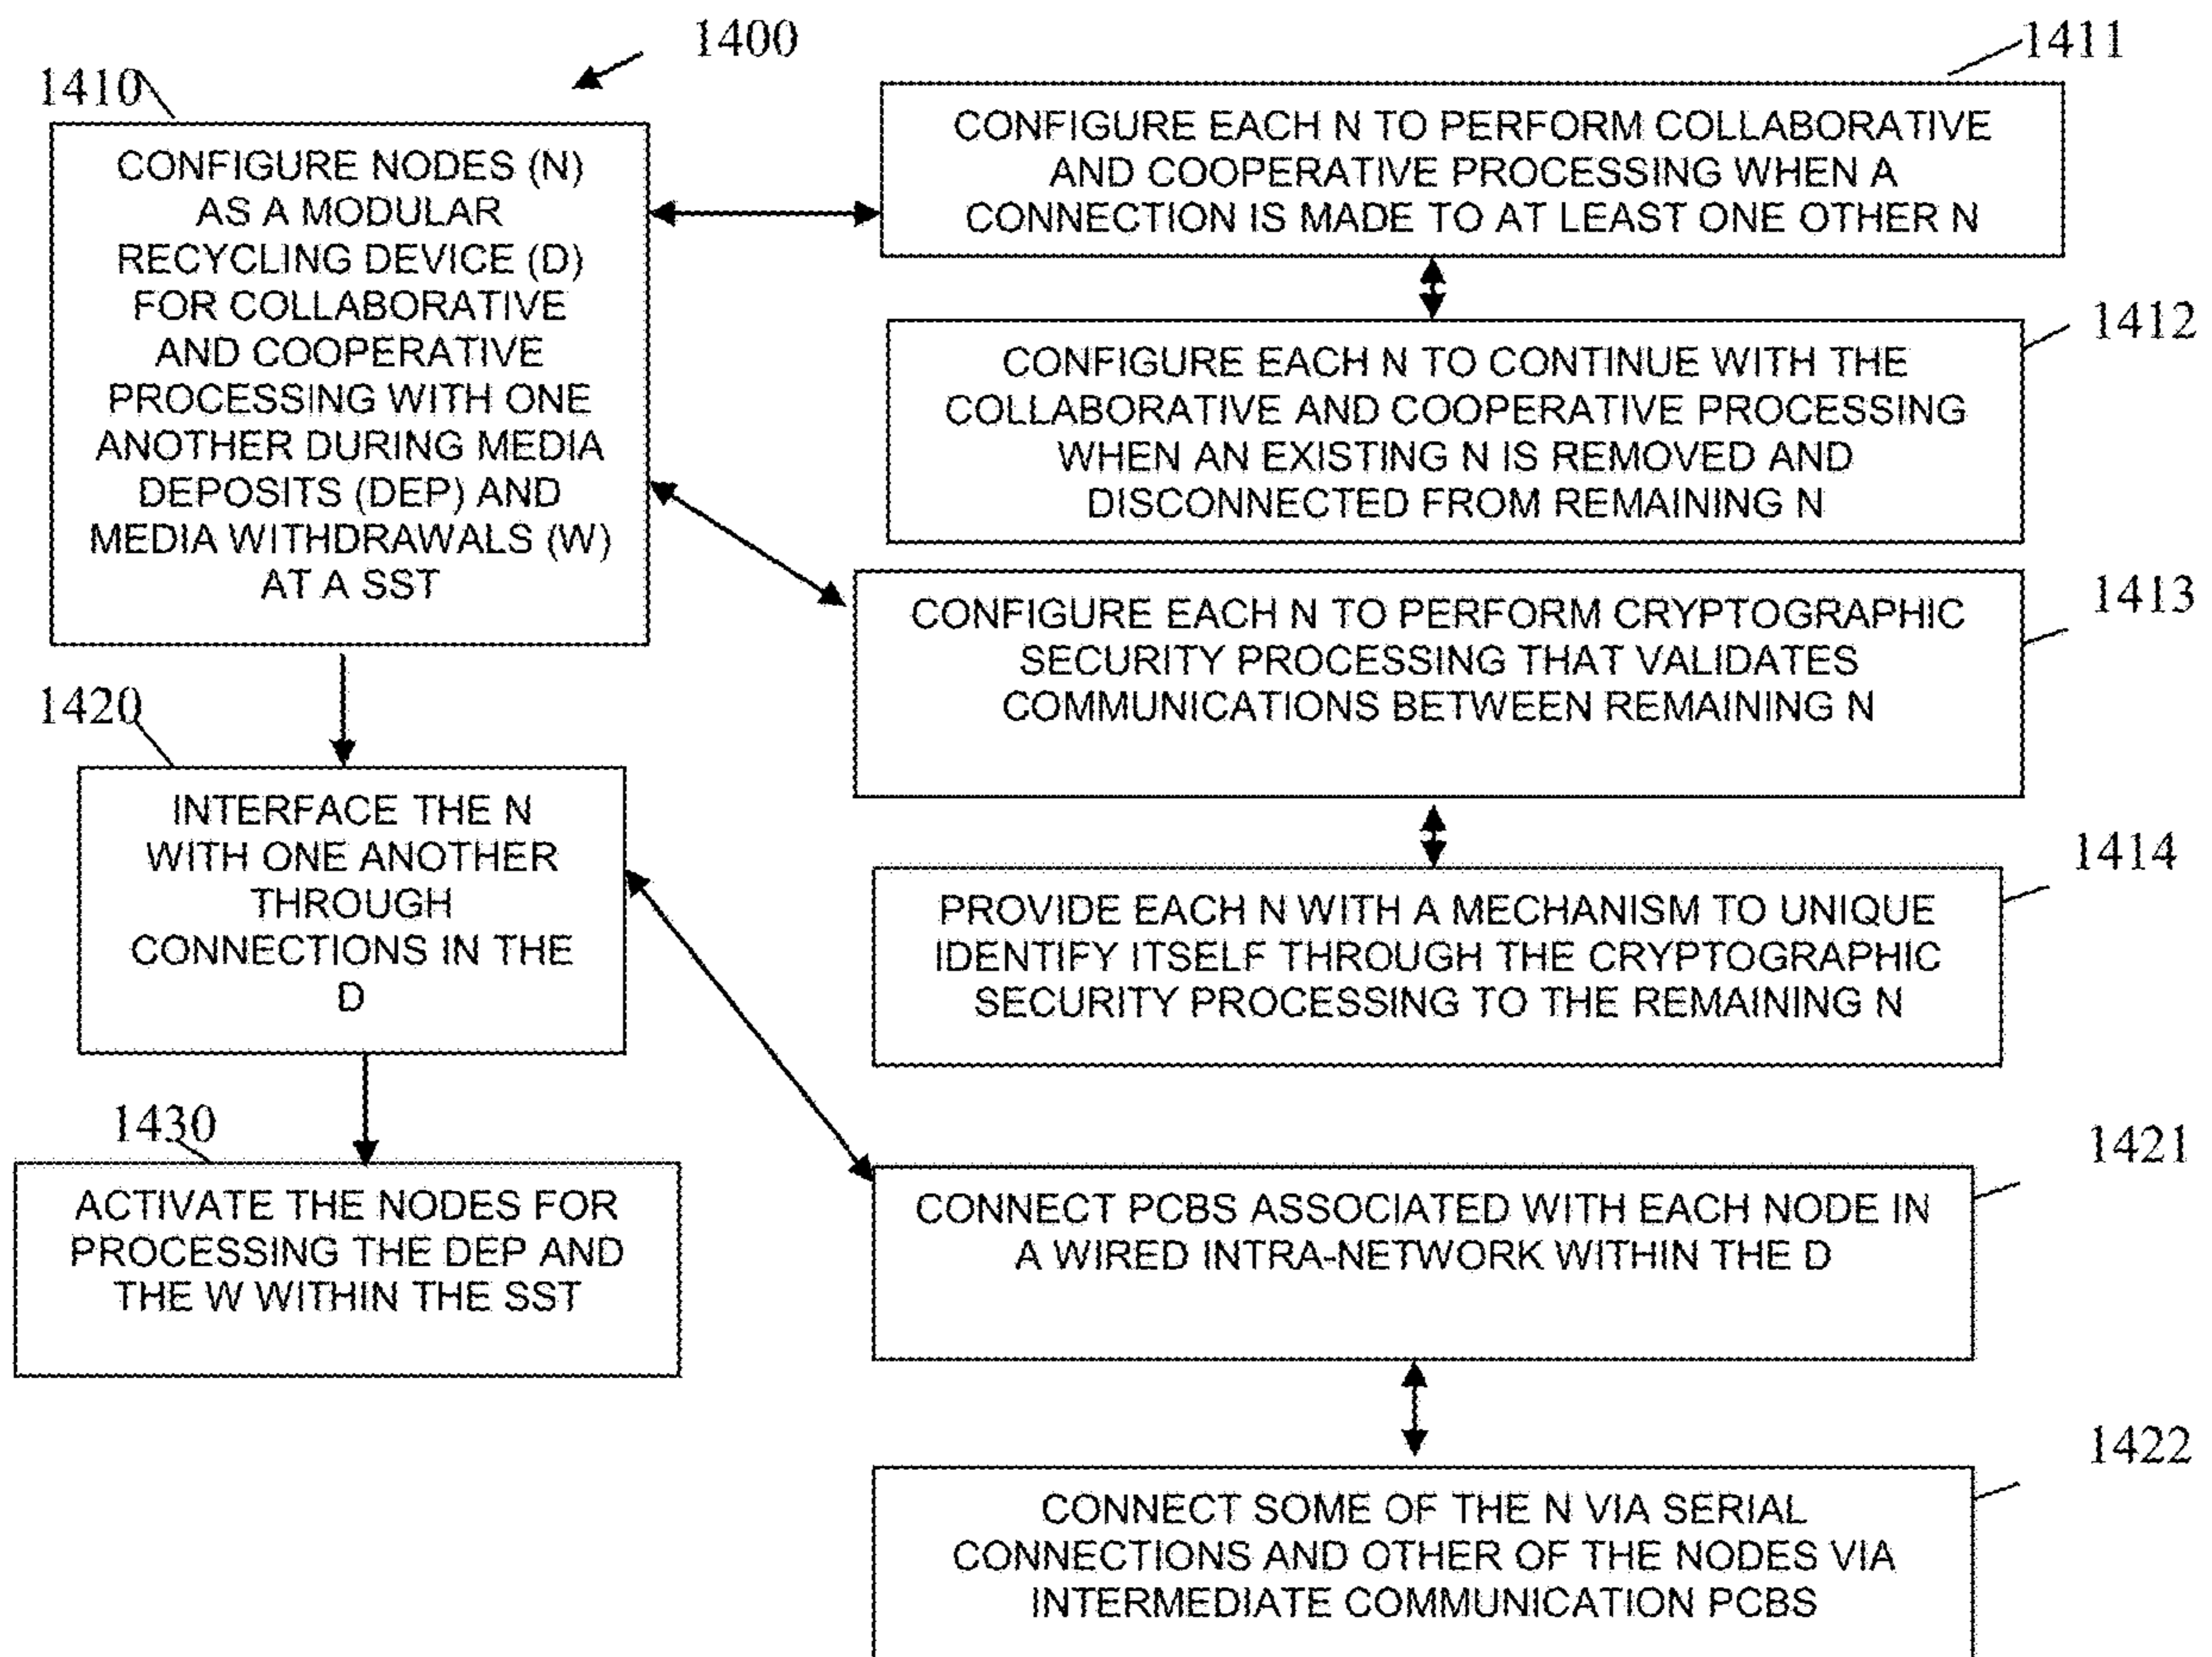 1400
1410
CONFIGURE NODES (N)
AS A MODULAR
RECYCLING DEVICE (D)
FOR COLLABORATIVE
AND COOPERATIVE
PROCESSING WITH ONE
ANOTHER DURING MEDIA
DEPOSITS (DEP) AND
MEDIA WITHDRAWALS (W)
AT A SST
1411
CONFIGURE EACH N TO PERFORM COLLABORATIVE
AND COOPERATIVE PROCESSING WHEN A
CONNECTION IS MADE TO AT LEAST ONE OTHER N
1412
CONFIGURE EACH N TO CONTINUE WITH THE
COLLABORATIVE AND COOPERATIVE PROCESSING
WHEN AN EXISTING N IS REMOVED AND
DISCONNECTED FROM REMAINING N
1413
CONFIGURE EACH N TO PERFORM CRYPTOGRAPHIC
SECURITY PROCESSING THAT VALIDATES
COMMUNICATIONS BETWEEN REMAINING N
1414
PROVIDE EACH N WITH A MECHANISM TO UNIQUE
IDENTIFY ITSELF THROUGH THE CRYPTOGRAPHIC
SECURITY PROCESSING TO THE REMAINING N
1420
INTERFACE THE N
WITH ONE ANOTHER
THROUGH
CONNECTIONS IN THE
D
1421
CONNECT PCBS ASSOCIATED WITH EACH NODE IN
A WIRED INTRA-NETWORK WITHIN THE D
1422
CONNECT SOME OF THE N VIA SERIAL
CONNECTIONS AND OTHER OF THE NODES VIA
INTERMEDIATE COMMUNICATION PCBS
1430
ACTIVATE THE NODES FOR
PROCESSING THE DEP AND
THE W WITHIN THE SST